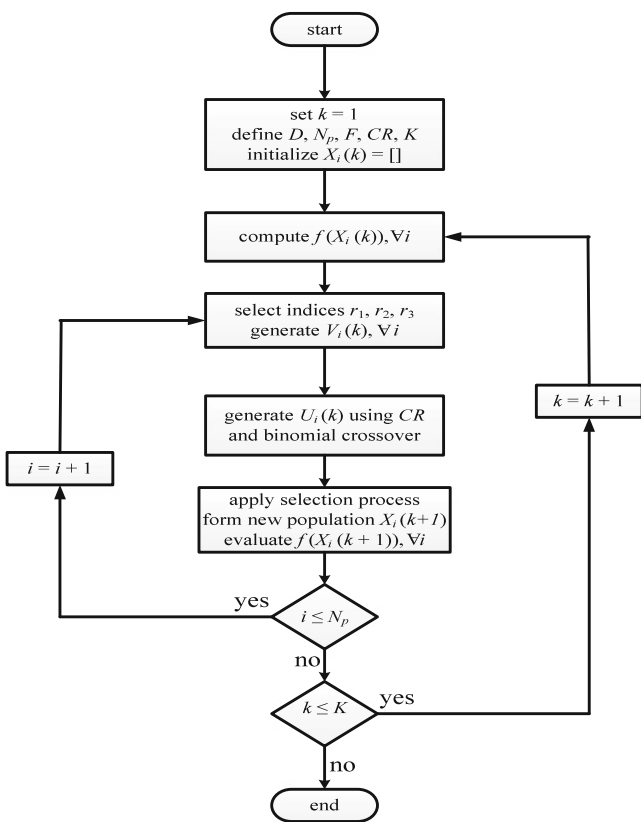 start
set k = 1
define D, Nₚ, F, CR, K
initialize Xᵢ(k) = []
compute f(Xᵢ(k)),∀i
select indices r₁, r₂, r₃
generate Vᵢ(k), ∀i
generate Uᵢ(k) using CR
and binomial crossover
k = k + 1
i = i + 1
apply selection process
form new population Xᵢ(k+1)
evaluate f(Xᵢ(k + 1)),∀i
yes
i ≤ Nₚ
no
k ≤ K
yes
no
end